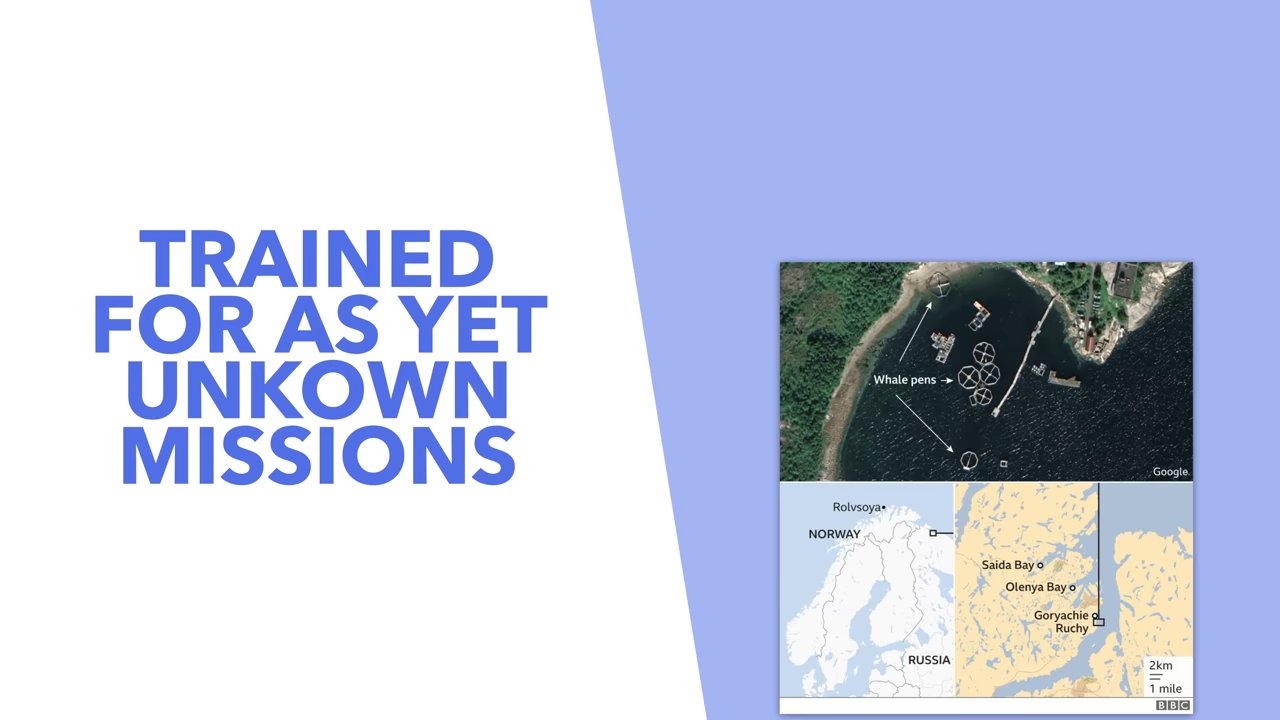 TRAINED
FOR AS YET
UNKOWN
MISSIONS
Whale pens
Google
Rolvsoya
NORWAY
RUSSIA
Saida Bay
Olenya Bay
Goryachie
Ruchy
2km
1 mile
BBC